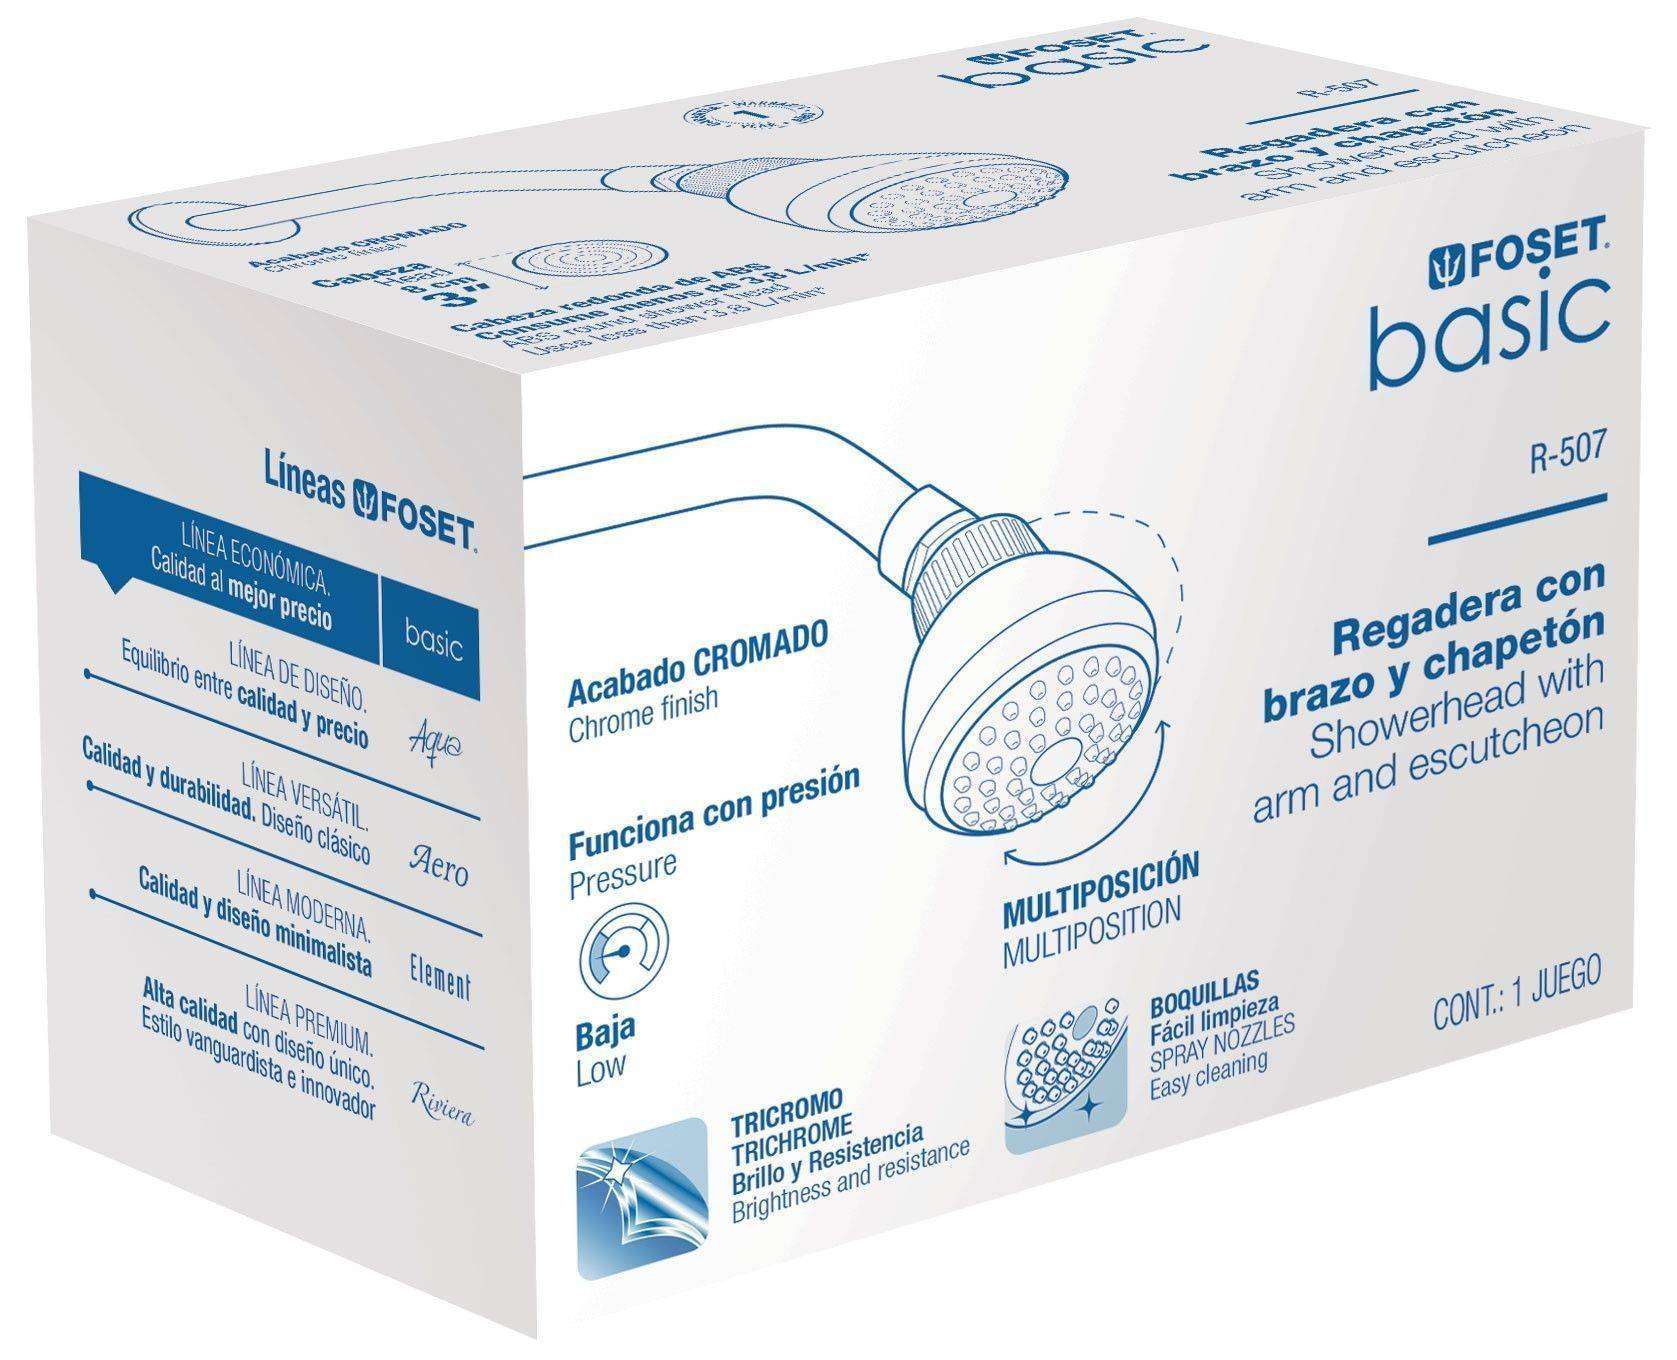 FOSET.
basic
R-507
Regadera con
brazo y chapetón
Showerhead with
arm and escutcheon
1
Acabado CROMADO
Chrome finish
Cabeza
Head
8 cm
3"
Cabeza redonda de ABS
Consume menos de 3,8 L/min*
ABS round shower head
Uses less than 3,8 L/min*
Líneas FOSET.
LÍNEA ECONÓMICA.
Calidad al mejor precio
basic
LÍNEA DE DISEÑO.
Equilibrio entre calidad y precio
Aqua
LÍNEA VERSÁTIL.
Calidad y durabilidad. Diseño clásico
Aero
LÍNEA MODERNA.
Calidad y diseño minimalista
Element
LÍNEA PREMIUM.
Alta calidad con diseño único.
Estilo vanguardista e innovador
Riviera
FOSET.
basic
R-507
Regadera con
brazo y chapetón
Showerhead with
arm and escutcheon
CONT.: 1 JUEGO
Acabado CROMADO
Chrome finish
Funciona con presión
Pressure
Baja
Low
MULTIPOSICIÓN
MULTIPOSITION
TRICROMO
TRICHROME
Brillo y Resistencia
Brightness and resistance
BOQUILLAS
Fácil limpieza
SPRAY NOZZLES
Easy cleaning